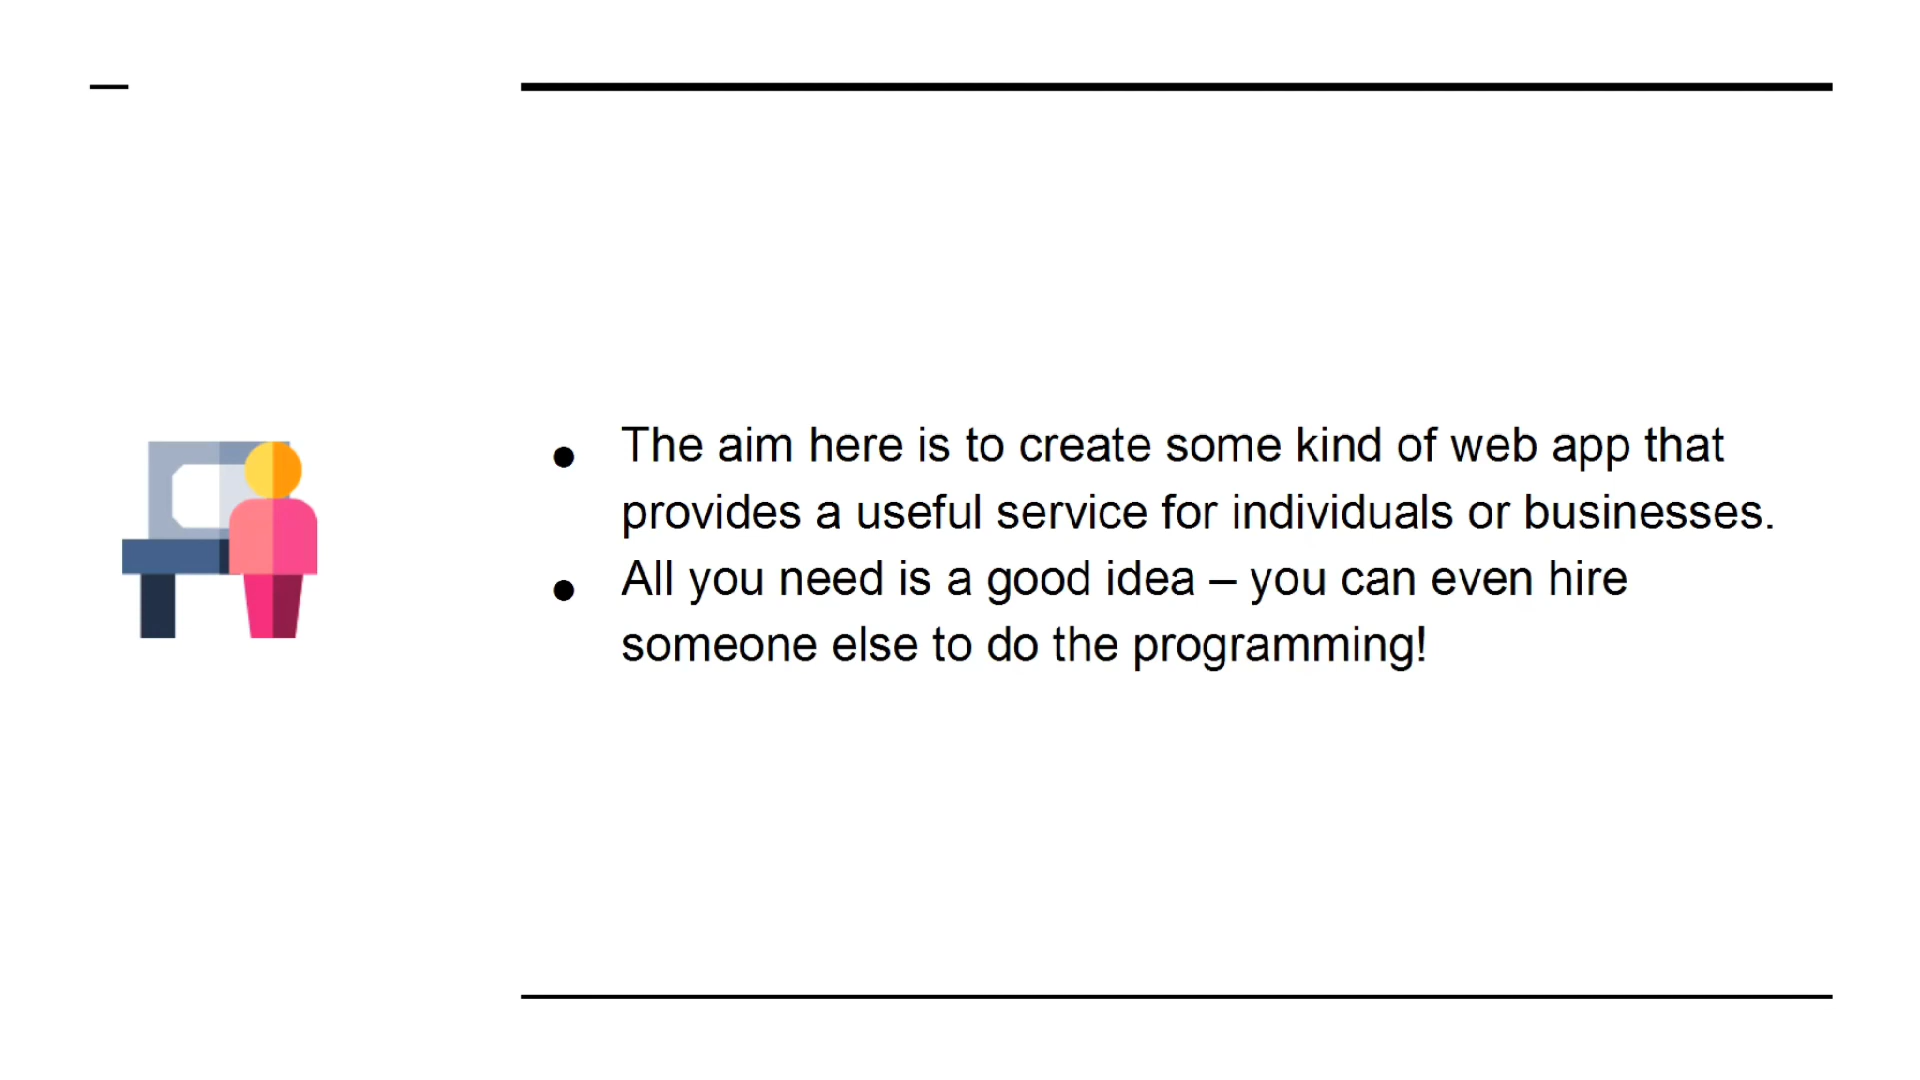 ● The aim here is to create some kind of web app that
provides a useful service for individuals or businesses.
● All you need is a good idea – you can even hire
someone else to do the programming!